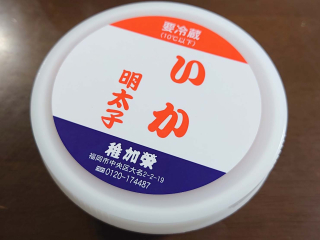 要冷蔵
(10℃以下)
いか
明太子
稚加榮
福岡市中央区大名2-2-19
0120-174487